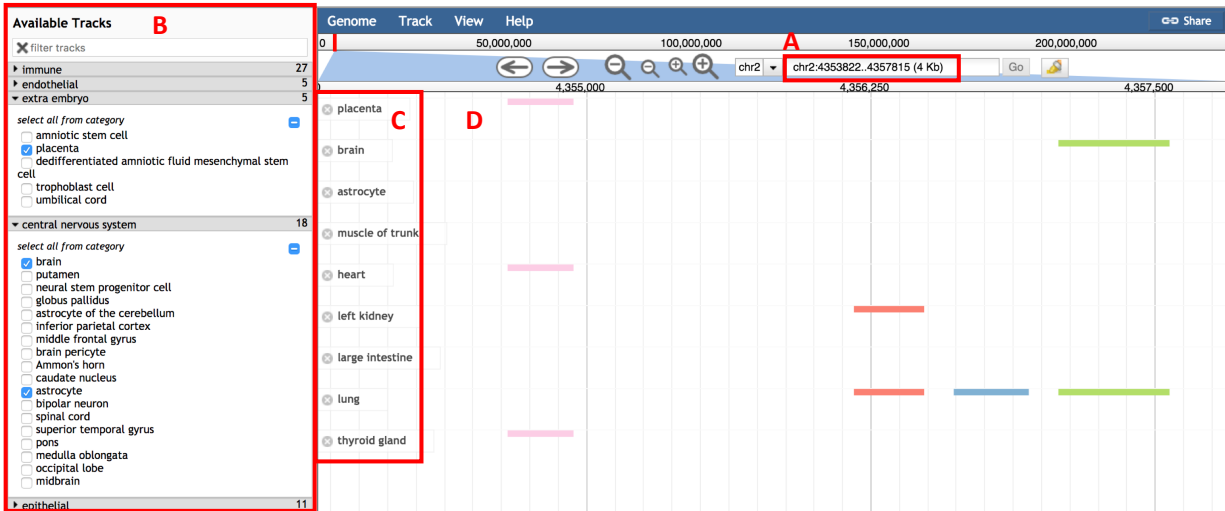 Available Tracks
B
filter tracks
immune 27
endothelial 5
extra embryo 5
select all from category
amniotic stem cell
placenta
dedifferentiated amniotic fluid mesenchymal stem
cell
trophoblast cell
umbilical cord
central nervous system 18
select all from category
brain
putamen
neural stem progenitor cell
globus pallidus
astrocyte of the cerebellum
inferior parietal cortex
middle frontal gyrus
brain pericyte
Ammon's horn
caudate nucleus
astrocyte
bipolar neuron
spinal cord
superior temporal gyrus
pons
medulla oblongata
occipital lobe
midbrain
epithelial 11
Genome Track View Help Share
0 50,000,000 100,000,000 150,000,000 200,000,000
A
chr2 chr2:4353822..4357815 (4 Kb) Go
4,355,000 4,356,250 4,357,500
C D
placenta
brain
astrocyte
muscle of trunk
heart
left kidney
large intestine
lung
thyroid gland